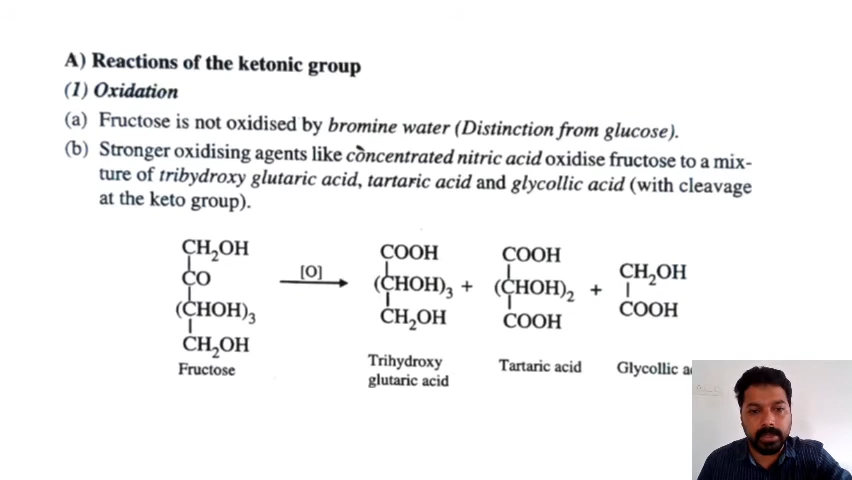 A) Reactions of the ketonic group
(1) Oxidation
(a) Fructose is not oxidised by bromine water (Distinction from glucose).
(b) Stronger oxidising agents like concentrated nitric acid oxidise fructose to a mix-
ture of tribydroxy glutaric acid, tartaric acid and glycollic acid (with cleavage
at the keto group).
CH₂OH
CO
(CHOH)₃
CH₂OH
Fructose
[O]
COOH
(CHOH)₃ +
CH₂OH
Trihydroxy
glutaric acid
COOH
(CHOH)₂ +
COOH
Tartaric acid
CH₂OH
COOH
Glycollic